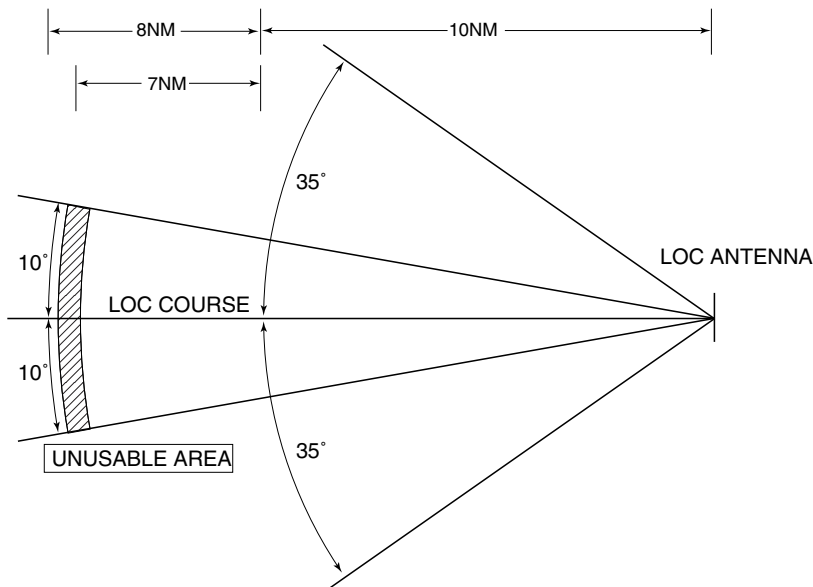 8NM
10NM
7NM
35°
LOC ANTENNA
10°
LOC COURSE
10°
35°
UNUSABLE AREA